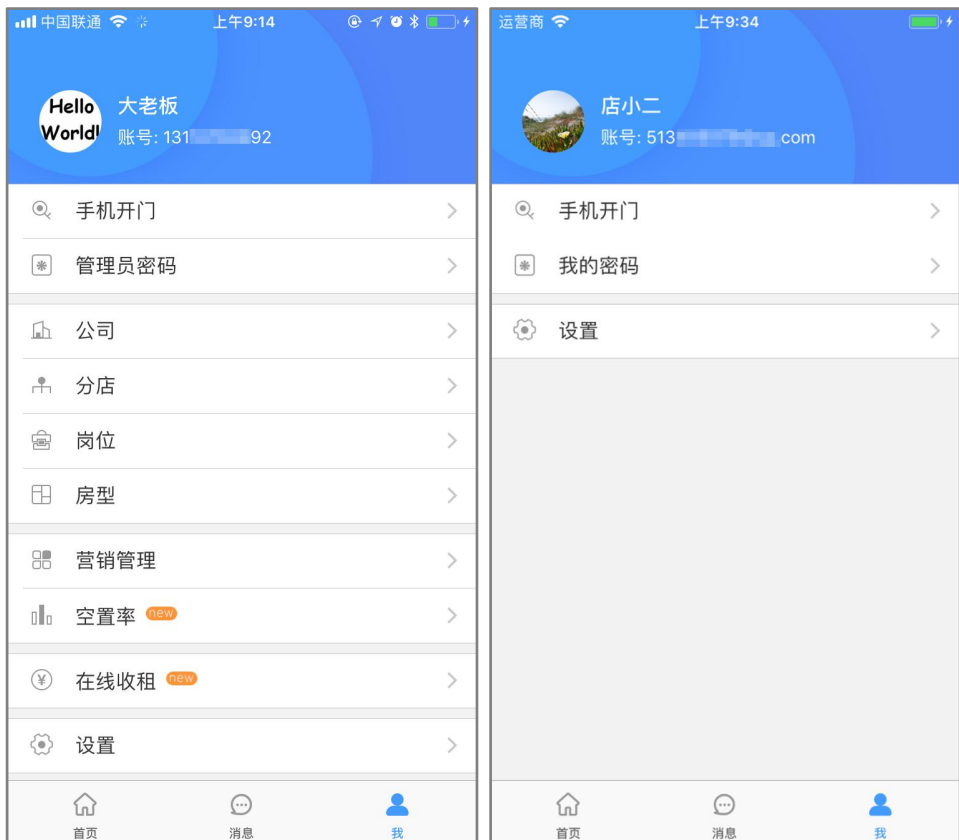 中国联通
上午9:14
Hello
World!
大老板
账号: 131 92
手机开门
管理员密码
公司
分店
岗位
房型
营销管理
空置率 new
在线收租 new
设置
首页
消息
我
运营商
上午9:34
店小二
账号: 513 .com
手机开门
我的密码
设置
首页
消息
我